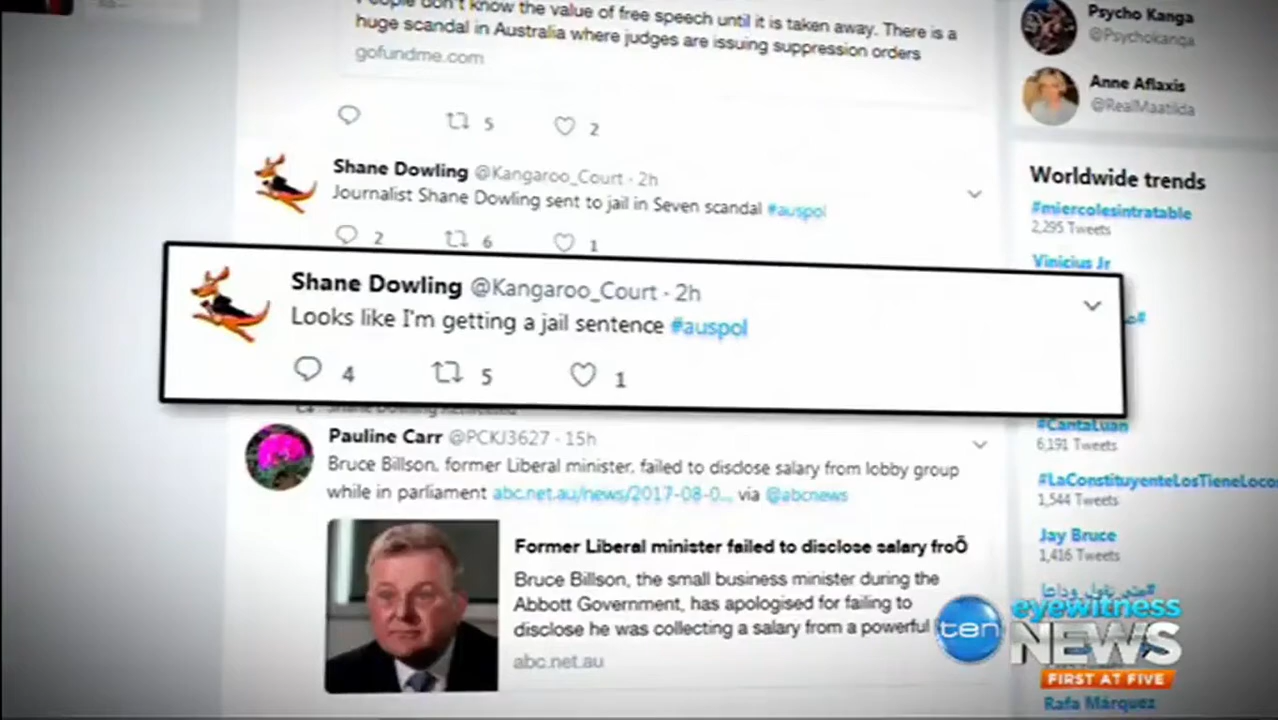 People don't know the value of free speech until it is taken away. There is a
huge scandal in Australia where judges are issuing suppression orders
gofundme.com
5
2
Shane Dowling @Kangaroo_Court · 2h
Journalist Shane Dowling sent to jail in Seven scandal #auspol
2
6
1
Shane Dowling @Kangaroo_Court · 2h
Looks like I'm getting a jail sentence #auspol
4
5
1
Shane Dowling Retweeted
Pauline Carr @PCKJ3627 · 15h
Bruce Billson, former Liberal minister, failed to disclose salary from lobby group
while in parliament abc.net.au/news/2017-08-0... via @abcnews
Former Liberal minister failed to disclose salary froÕ
Bruce Billson, the small business minister during the
Abbott Government, has apologised for failing to
disclose he was collecting a salary from a powerful
abc.net.au
Psycho Kanga
@Psychokanga
Anne Aflaxis
@RealMaatilda
Worldwide trends
#miercolesintratable
2,295 Tweets
Vinicius Jr
#CantaLuan
6,191 Tweets
#LaConstituyenteLosTieneLocos
1,544 Tweets
Jay Bruce
1,416 Tweets
Rafa Márquez
ten eyewitness
NEWS
FIRST AT FIVE